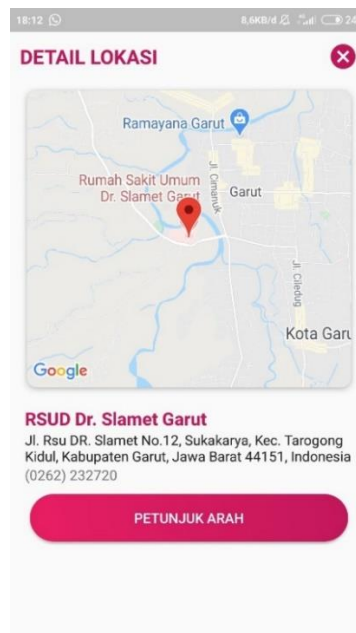 18:12 8,6KB/d 24
DETAIL LOKASI
Ramayana Garut
Rumah Sakit Umum
Dr. Slamet Garut
Jl. Cimanuk
Garut
Jl. Ciledug
Kota Garu
Google
RSUD Dr. Slamet Garut
Jl. Rsu DR. Slamet No.12, Sukakarya, Kec. Tarogong
Kidul, Kabupaten Garut, Jawa Barat 44151, Indonesia
(0262) 232720
PETUNJUK ARAH